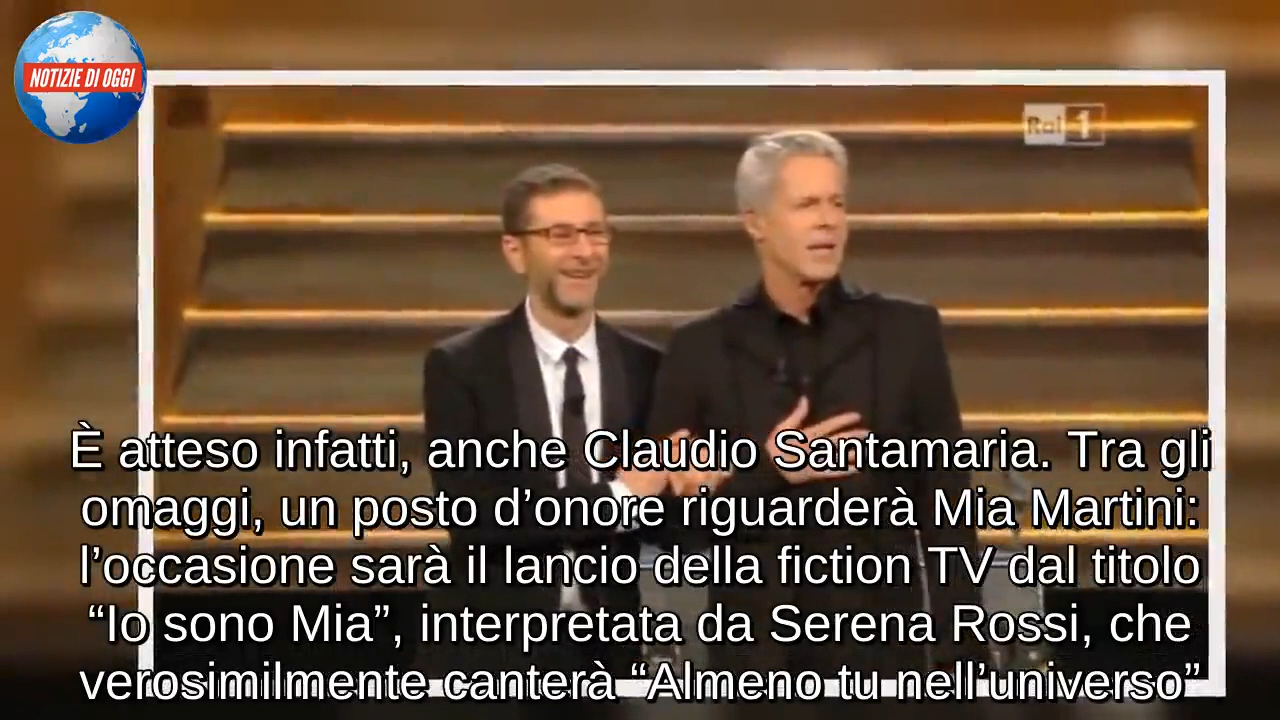 NOTIZIE DI OGGI
Rai 1
È atteso infatti, anche Claudio Santamaria. Tra gli
omaggi, un posto d’onore riguarderà Mia Martini:
l’occasione sarà il lancio della fiction TV dal titolo
“Io sono Mia”, interpretata da Serena Rossi, che
verosimilmente canterà “Almeno tu nell’universo”